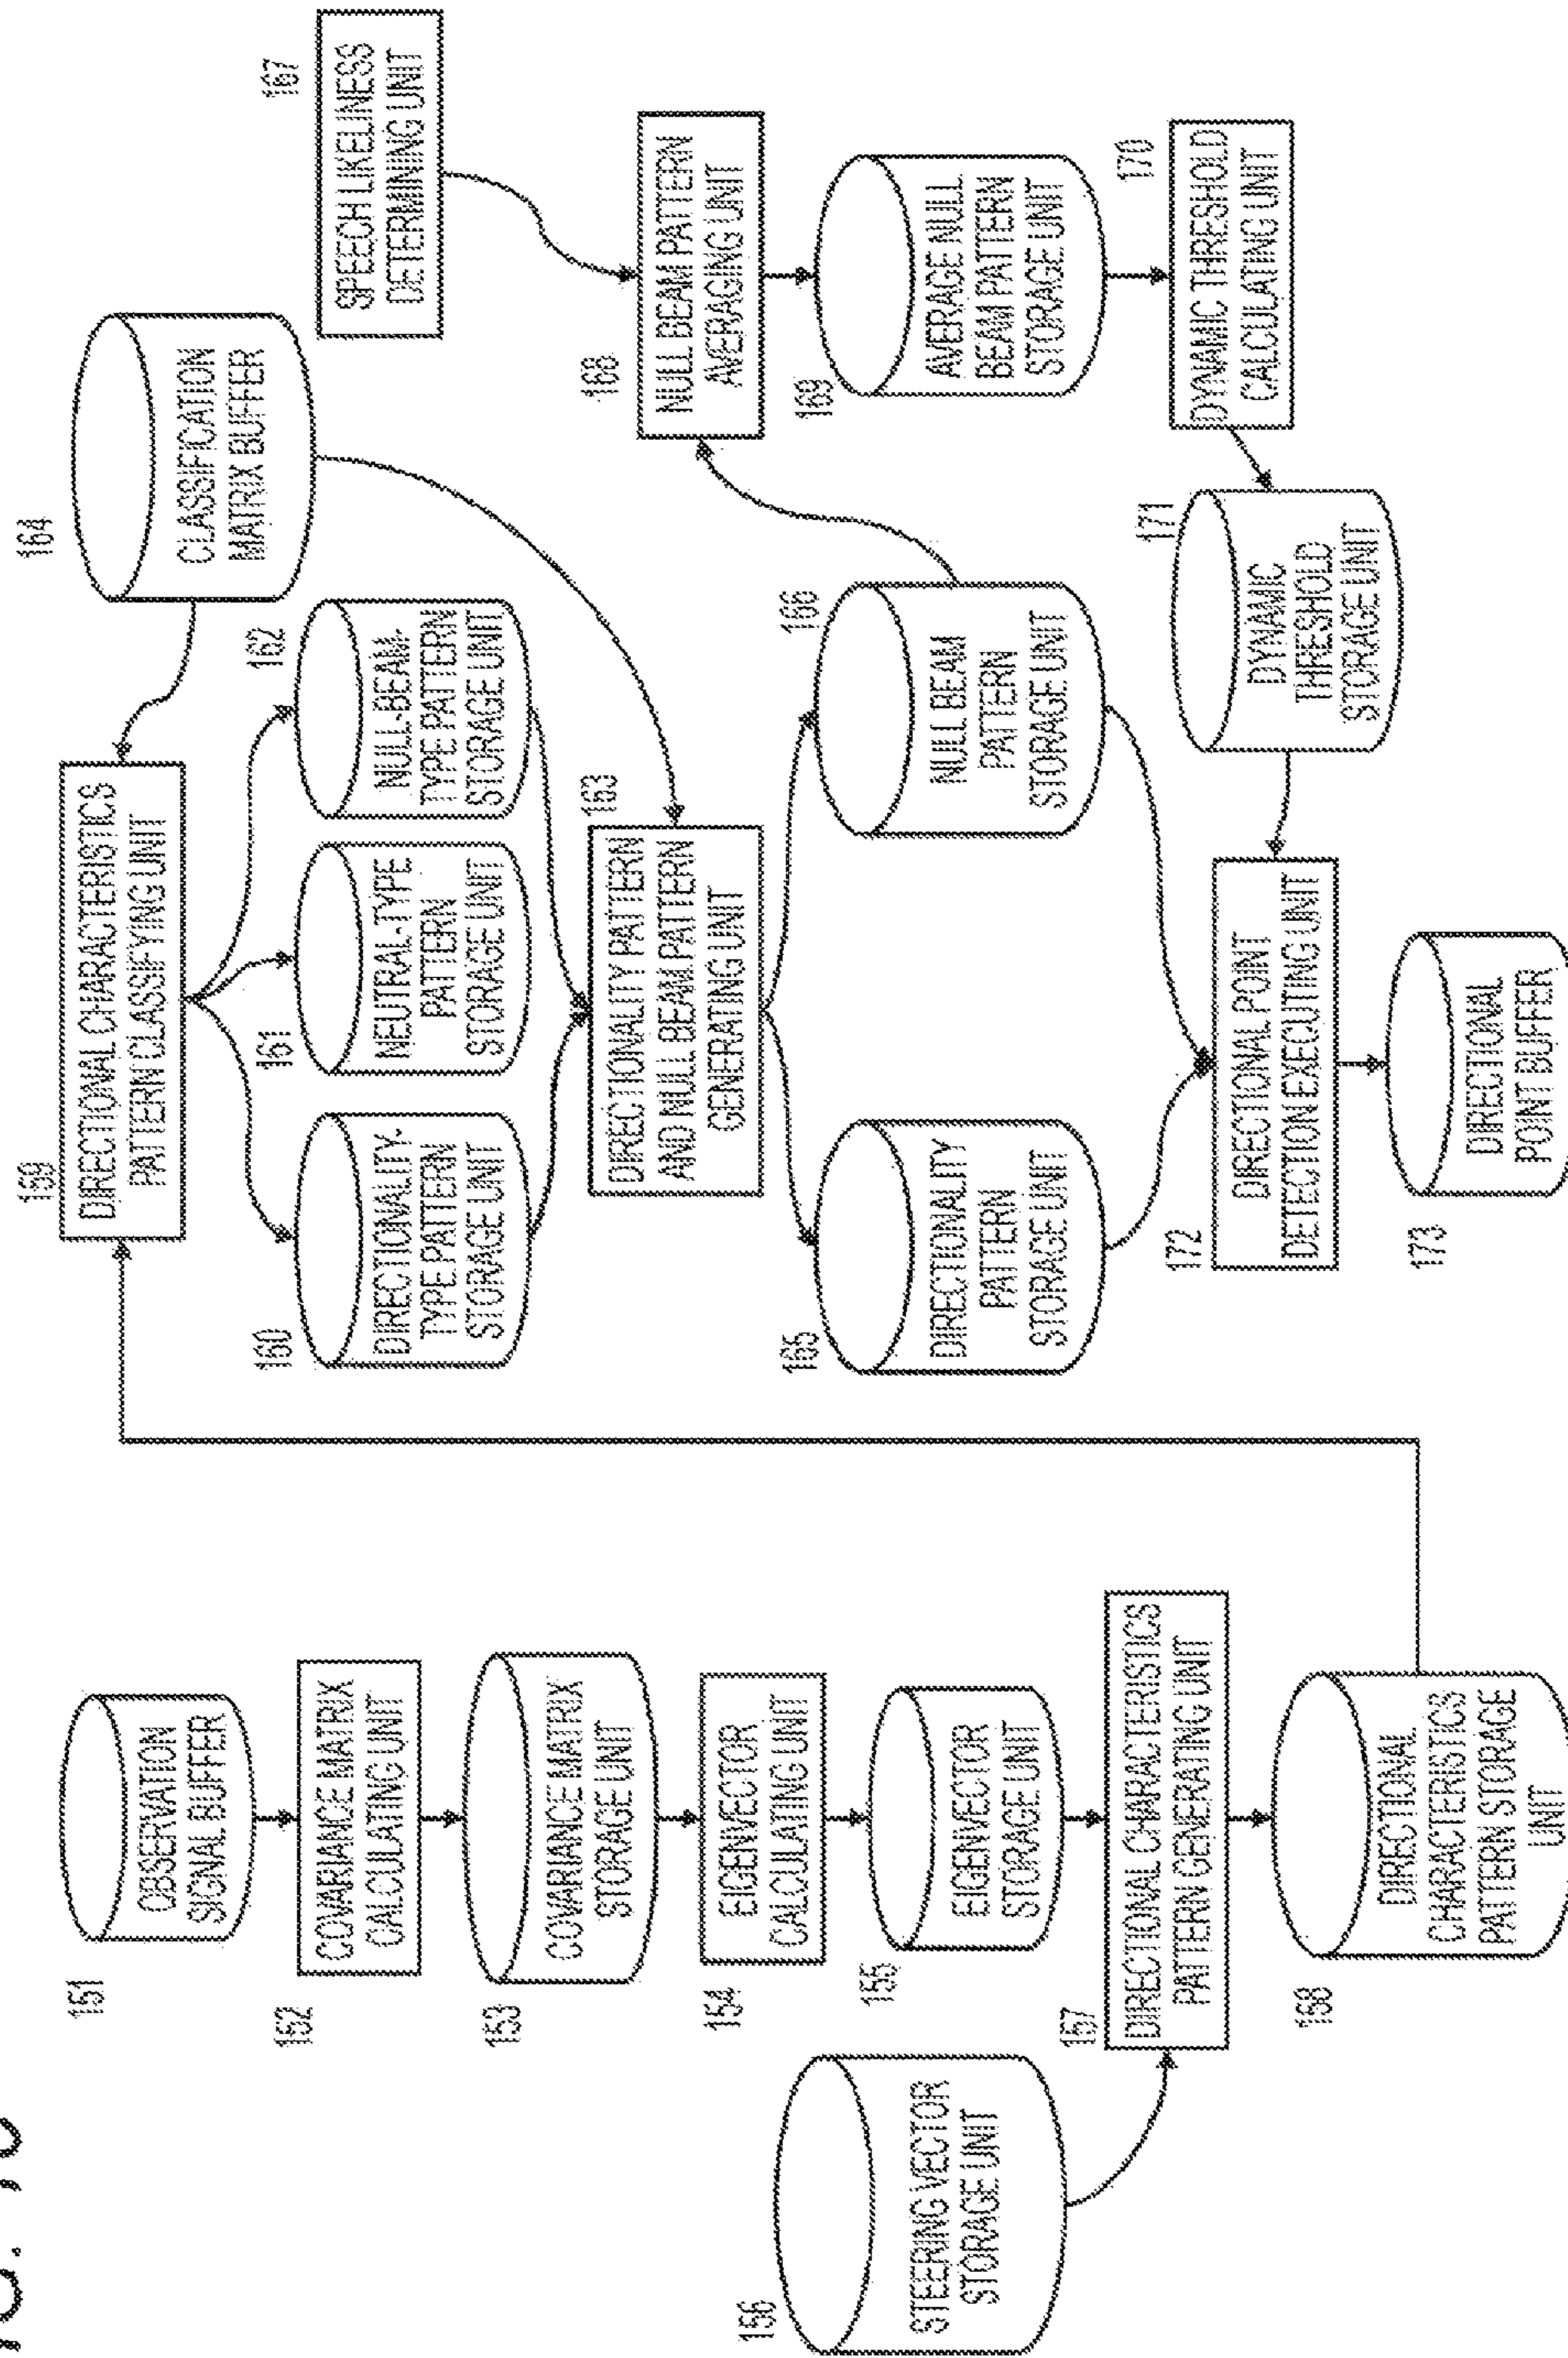 151
OBSERVATION
SIGNAL BUFFER
152
COVARIANCE MATRIX
CALCULATING UNIT
153
COVARIANCE MATRIX
STORAGE UNIT
154
EIGENVECTOR
CALCULATING UNIT
155
EIGENVECTOR
STORAGE UNIT
156
STEERING VECTOR
STORAGE UNIT
157
DIRECTIONAL CHARACTERISTICS
PATTERN GENERATING UNIT
158
DIRECTIONAL
CHARACTERISTICS
PATTERN STORAGE
UNIT
159
DIRECTIONAL CHARACTERISTICS
PATTERN CLASSIFYING UNIT
164
CLASSIFICATION
MATRIX BUFFER
160
DIRECTIONALITY-
TYPE PATTERN
STORAGE UNIT
161
NEUTRAL-TYPE
PATTERN
STORAGE UNIT
162
NULL-BEAM-
TYPE PATTERN
STORAGE UNIT
163
DIRECTIONALITY PATTERN
AND NULL BEAM PATTERN
GENERATING UNIT
165
DIRECTIONALITY
PATTERN
STORAGE UNIT
166
NULL BEAM
PATTERN
STORAGE UNIT
167
SPEECH LIKELINESS
DETERMINING UNIT
168
NULL BEAM PATTERN
AVERAGING UNIT
169
AVERAGE NULL
BEAM PATTERN
STORAGE UNIT
170
DYNAMIC THRESHOLD
CALCULATING UNIT
171
DYNAMIC
THRESHOLD
STORAGE UNIT
172
DIRECTIONAL POINT
DETECTION EXECUTING UNIT
173
DIRECTIONAL
POINT BUFFER